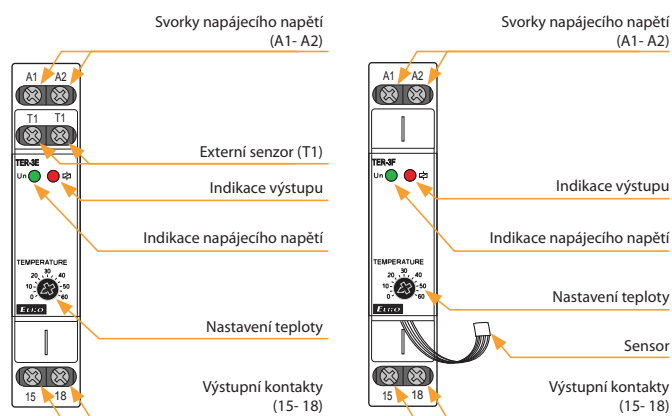 Svorky napájecího napětí
(A1- A2)
A1 A2
T1 T1
Externí senzor (T1)
TER-3E
Un
Indikace výstupu
Indikace napájecího napětí
TEMPERATURE
0 10 20 30 40 50 60
ELKO
Nastavení teploty
Výstupní kontakty
(15- 18)
15 18
Svorky napájecího napětí
(A1- A2)
A1 A2
TER-3F
Un
Indikace výstupu
Indikace napájecího napětí
TEMPERATURE
0 10 20 30 40 50 60
ELKO
Nastavení teploty
Sensor
Výstupní kontakty
(15- 18)
15 18